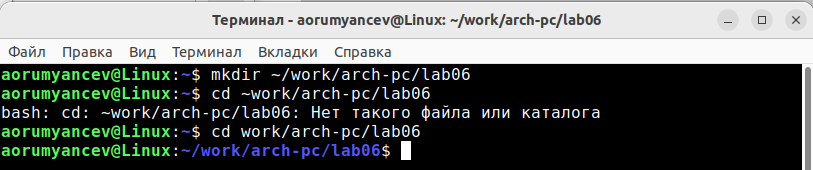 Терминал - aorumyancev@Linux: ~/work/arch-pc/lab06
Файл Правка Вид Терминал Вкладки Справка
aorumyancev@Linux:~$ mkdir ~/work/arch-pc/lab06
aorumyancev@Linux:~$ cd ~work/arch-pc/lab06
bash: cd: ~work/arch-pc/lab06: Нет такого файла или каталога
aorumyancev@Linux:~$ cd work/arch-pc/lab06
aorumyancev@Linux:~/work/arch-pc/lab06$